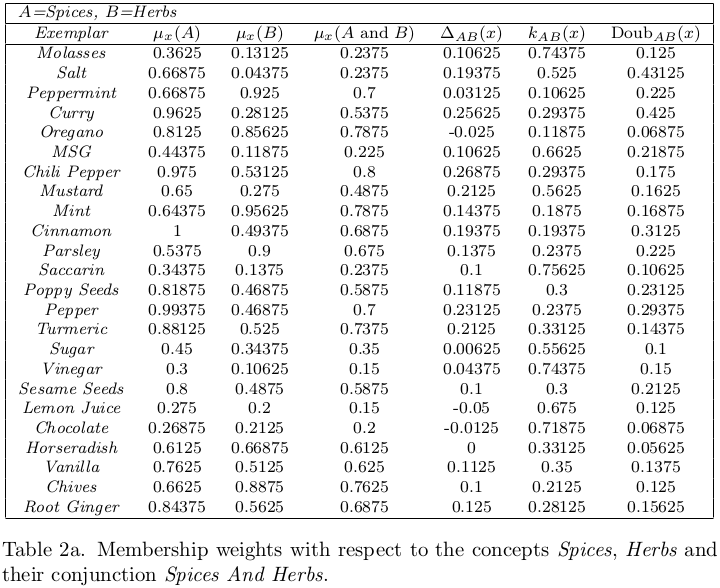 A=Spices, B=Herbs
Exemplar μx(A) μx(B) μx(A and B) ΔAB(x) kAB(x) DoubAB(x)
Molasses 0.3625 0.13125 0.2375 0.10625 0.74375 0.125
Salt 0.66875 0.04375 0.2375 0.19375 0.525 0.43125
Peppermint 0.66875 0.925 0.7 0.03125 0.10625 0.225
Curry 0.9625 0.28125 0.5375 0.25625 0.29375 0.425
Oregano 0.8125 0.85625 0.7875 -0.025 0.11875 0.06875
MSG 0.44375 0.11875 0.225 0.10625 0.6625 0.21875
Chili Pepper 0.975 0.53125 0.8 0.26875 0.29375 0.175
Mustard 0.65 0.275 0.4875 0.2125 0.5625 0.1625
Mint 0.64375 0.95625 0.7875 0.14375 0.1875 0.16875
Cinnamon 1 0.49375 0.6875 0.19375 0.19375 0.3125
Parsley 0.5375 0.9 0.675 0.1375 0.2375 0.225
Saccarin 0.34375 0.1375 0.2375 0.1 0.75625 0.10625
Poppy Seeds 0.81875 0.46875 0.5875 0.11875 0.3 0.23125
Pepper 0.99375 0.46875 0.7 0.23125 0.2375 0.29375
Turmeric 0.88125 0.525 0.7375 0.2125 0.33125 0.14375
Sugar 0.45 0.34375 0.35 0.00625 0.55625 0.1
Vinegar 0.3 0.10625 0.15 0.04375 0.74375 0.15
Sesame Seeds 0.8 0.4875 0.5875 0.1 0.3 0.2125
Lemon Juice 0.275 0.2 0.15 -0.05 0.675 0.125
Chocolate 0.26875 0.2125 0.2 -0.0125 0.71875 0.06875
Horseradish 0.6125 0.66875 0.6125 0 0.33125 0.05625
Vanilla 0.7625 0.5125 0.625 0.1125 0.35 0.1375
Chives 0.6625 0.8875 0.7625 0.1 0.2125 0.125
Root Ginger 0.84375 0.5625 0.6875 0.125 0.28125 0.15625
Table 2a. Membership weights with respect to the concepts Spices, Herbs and
their conjunction Spices And Herbs.